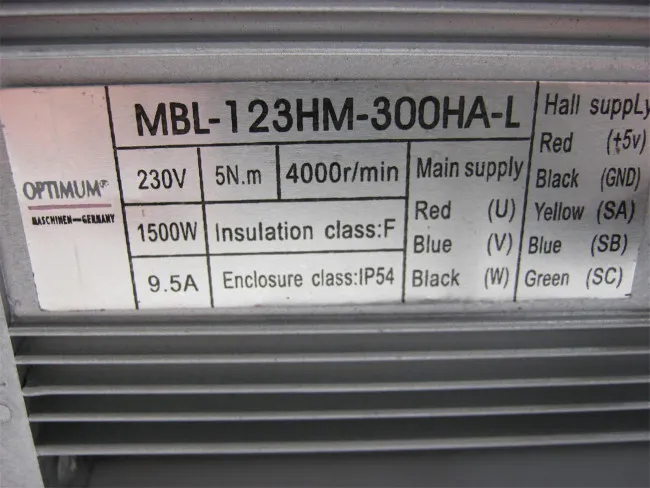 OPTIMUM®
MASCHINEN-GERMANY
MBL-123HM-300HA-L
230V 5N.m 4000r/min
1500W Insulation class:F
9.5A Enclosure class:IP54
Main supply
Red (U)
Blue (V)
Black (W)
Hall suppLy
Red (+5v)
Black (GND)
Yellow (SA)
Blue (SB)
Green (SC)